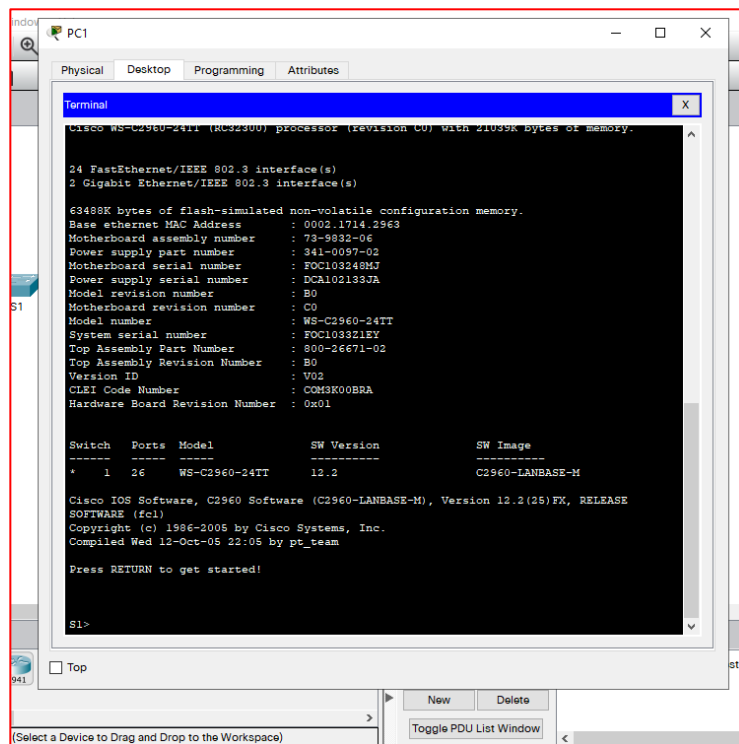 indow
PC1
Physical Desktop Programming Attributes
Terminal X
Cisco WS-C2960-24TT (RC32300) processor (revision C0) with 21039K bytes of memory.
24 FastEthernet/IEEE 802.3 interface(s)
2 Gigabit Ethernet/IEEE 802.3 interface(s)
63488K bytes of flash-simulated non-volatile configuration memory.
Base ethernet MAC Address : 0002.1714.2963
Motherboard assembly number : 73-9832-06
Power supply part number : 341-0097-02
Motherboard serial number : FOC103248MJ
Power supply serial number : DCA102133JA
Model revision number : B0
Motherboard revision number : C0
Model number : WS-C2960-24TT
System serial number : FOC1033Z1EY
Top Assembly Part Number : 800-26671-02
Top Assembly Revision Number : B0
Version ID : V02
CLEI Code Number : COM3K00BRA
Hardware Board Revision Number : 0x01
Switch Ports Model SW Version SW Image
------ ----- ----- ---------- ----------
* 1 26 WS-C2960-24TT 12.2 C2960-LANBASE-M
Cisco IOS Software, C2960 Software (C2960-LANBASE-M), Version 12.2(25)FX, RELEASE
SOFTWARE (fc1)
Copyright (c) 1986-2005 by Cisco Systems, Inc.
Compiled Wed 12-Oct-05 22:05 by pt_team
Press RETURN to get started!
S1>
S1
Top
941
st
New Delete
Toggle PDU List Window
(Select a Device to Drag and Drop to the Workspace)